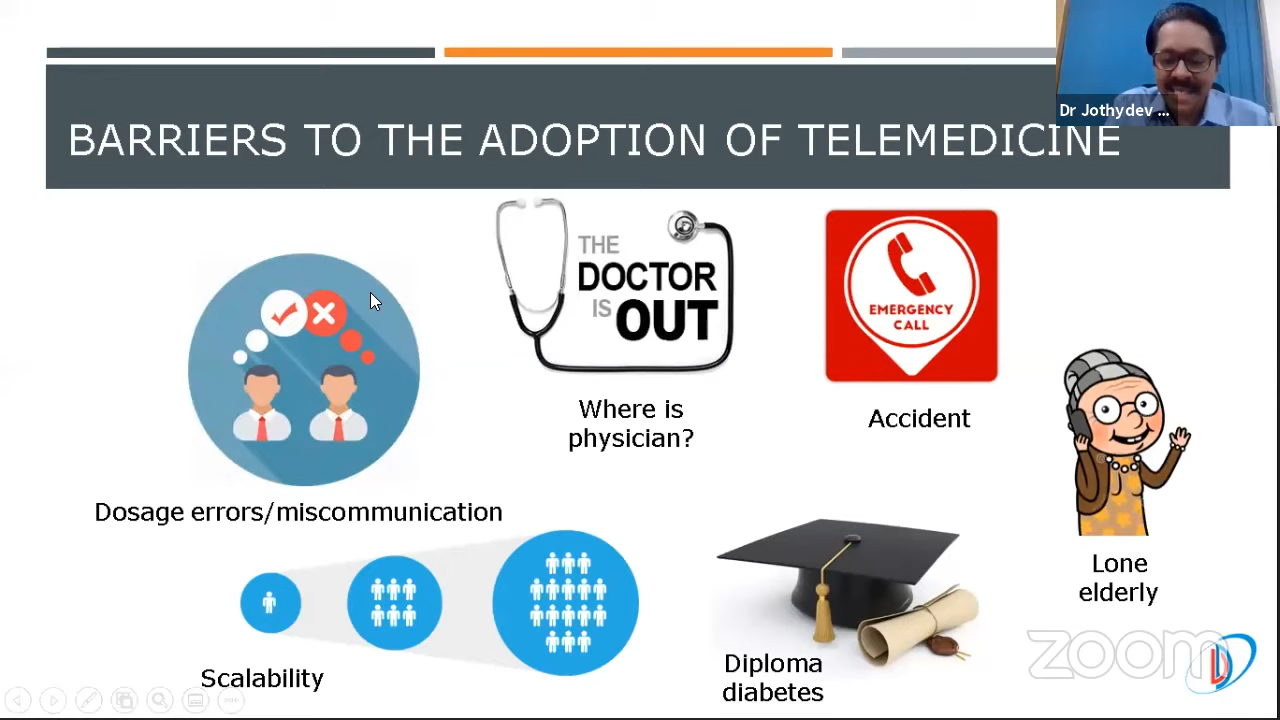 Dr Jothydev ...
BARRIERS TO THE ADOPTION OF TELEMEDICINE
THE
DOCTOR
IS OUT
EMERGENCY
CALL
Where is
physician?
Accident
Dosage errors/miscommunication
Lone
elderly
Scalability
Diploma
diabetes
zoom